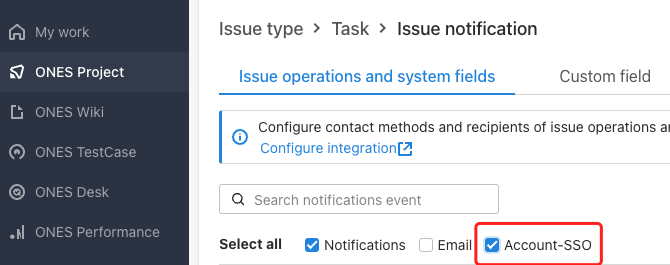 My work
ONES Project
ONES Wiki
ONES TestCase
ONES Desk
ONES Performance
Issue type > Task > Issue notification
Issue operations and system fields Custom field
Configure contact methods and recipients of issue operations
Configure integration
Search notifications event
Select all Notifications Email Account-SSO